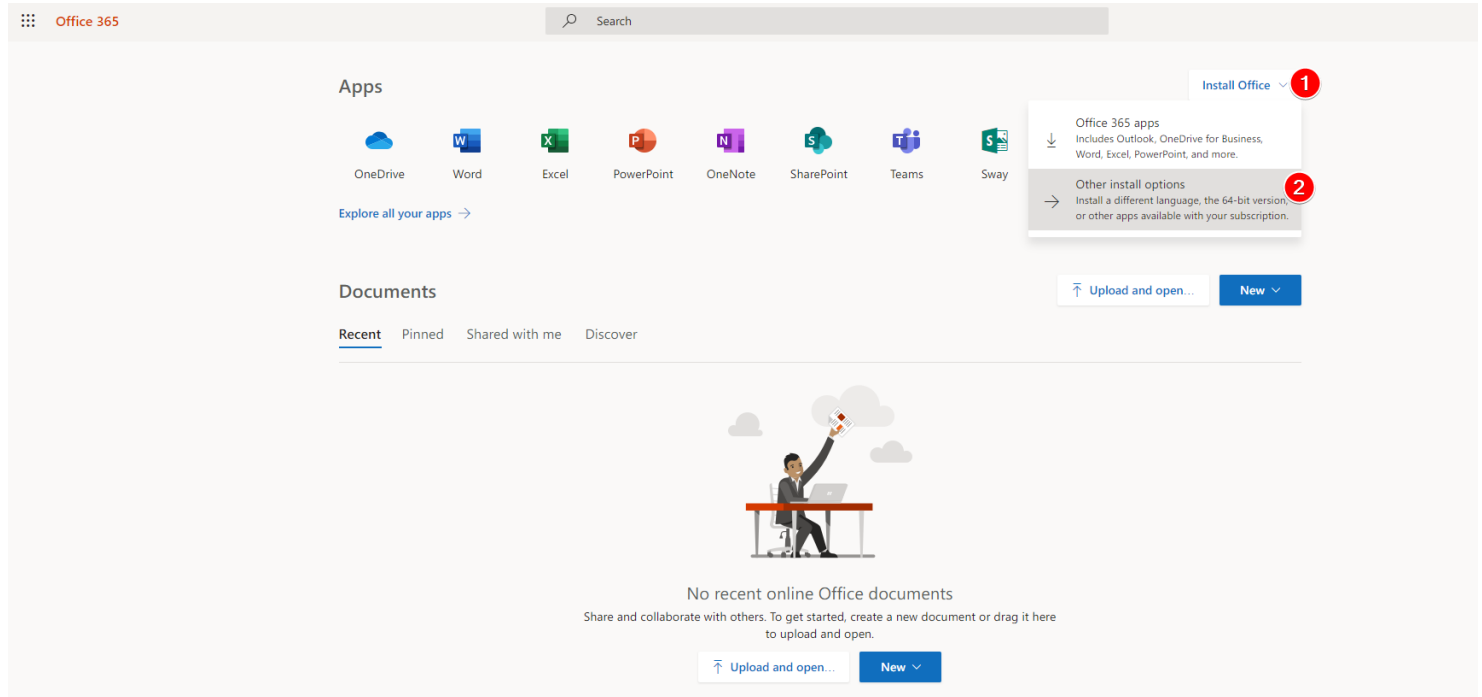 Office 365
Search
Apps
Install Office
1
Office 365 apps
Includes Outlook, OneDrive for Business,
Word, Excel, PowerPoint, and more.
Other install options
2
Install a different language, the 64-bit version,
or other apps available with your subscription.
OneDrive
Word
Excel
PowerPoint
OneNote
SharePoint
Teams
Sway
Explore all your apps
Documents
Upload and open...
New
Recent
Pinned
Shared with me
Discover
No recent online Office documents
Share and collaborate with others. To get started, create a new document or drag it here
to upload and open.
Upload and open...
New